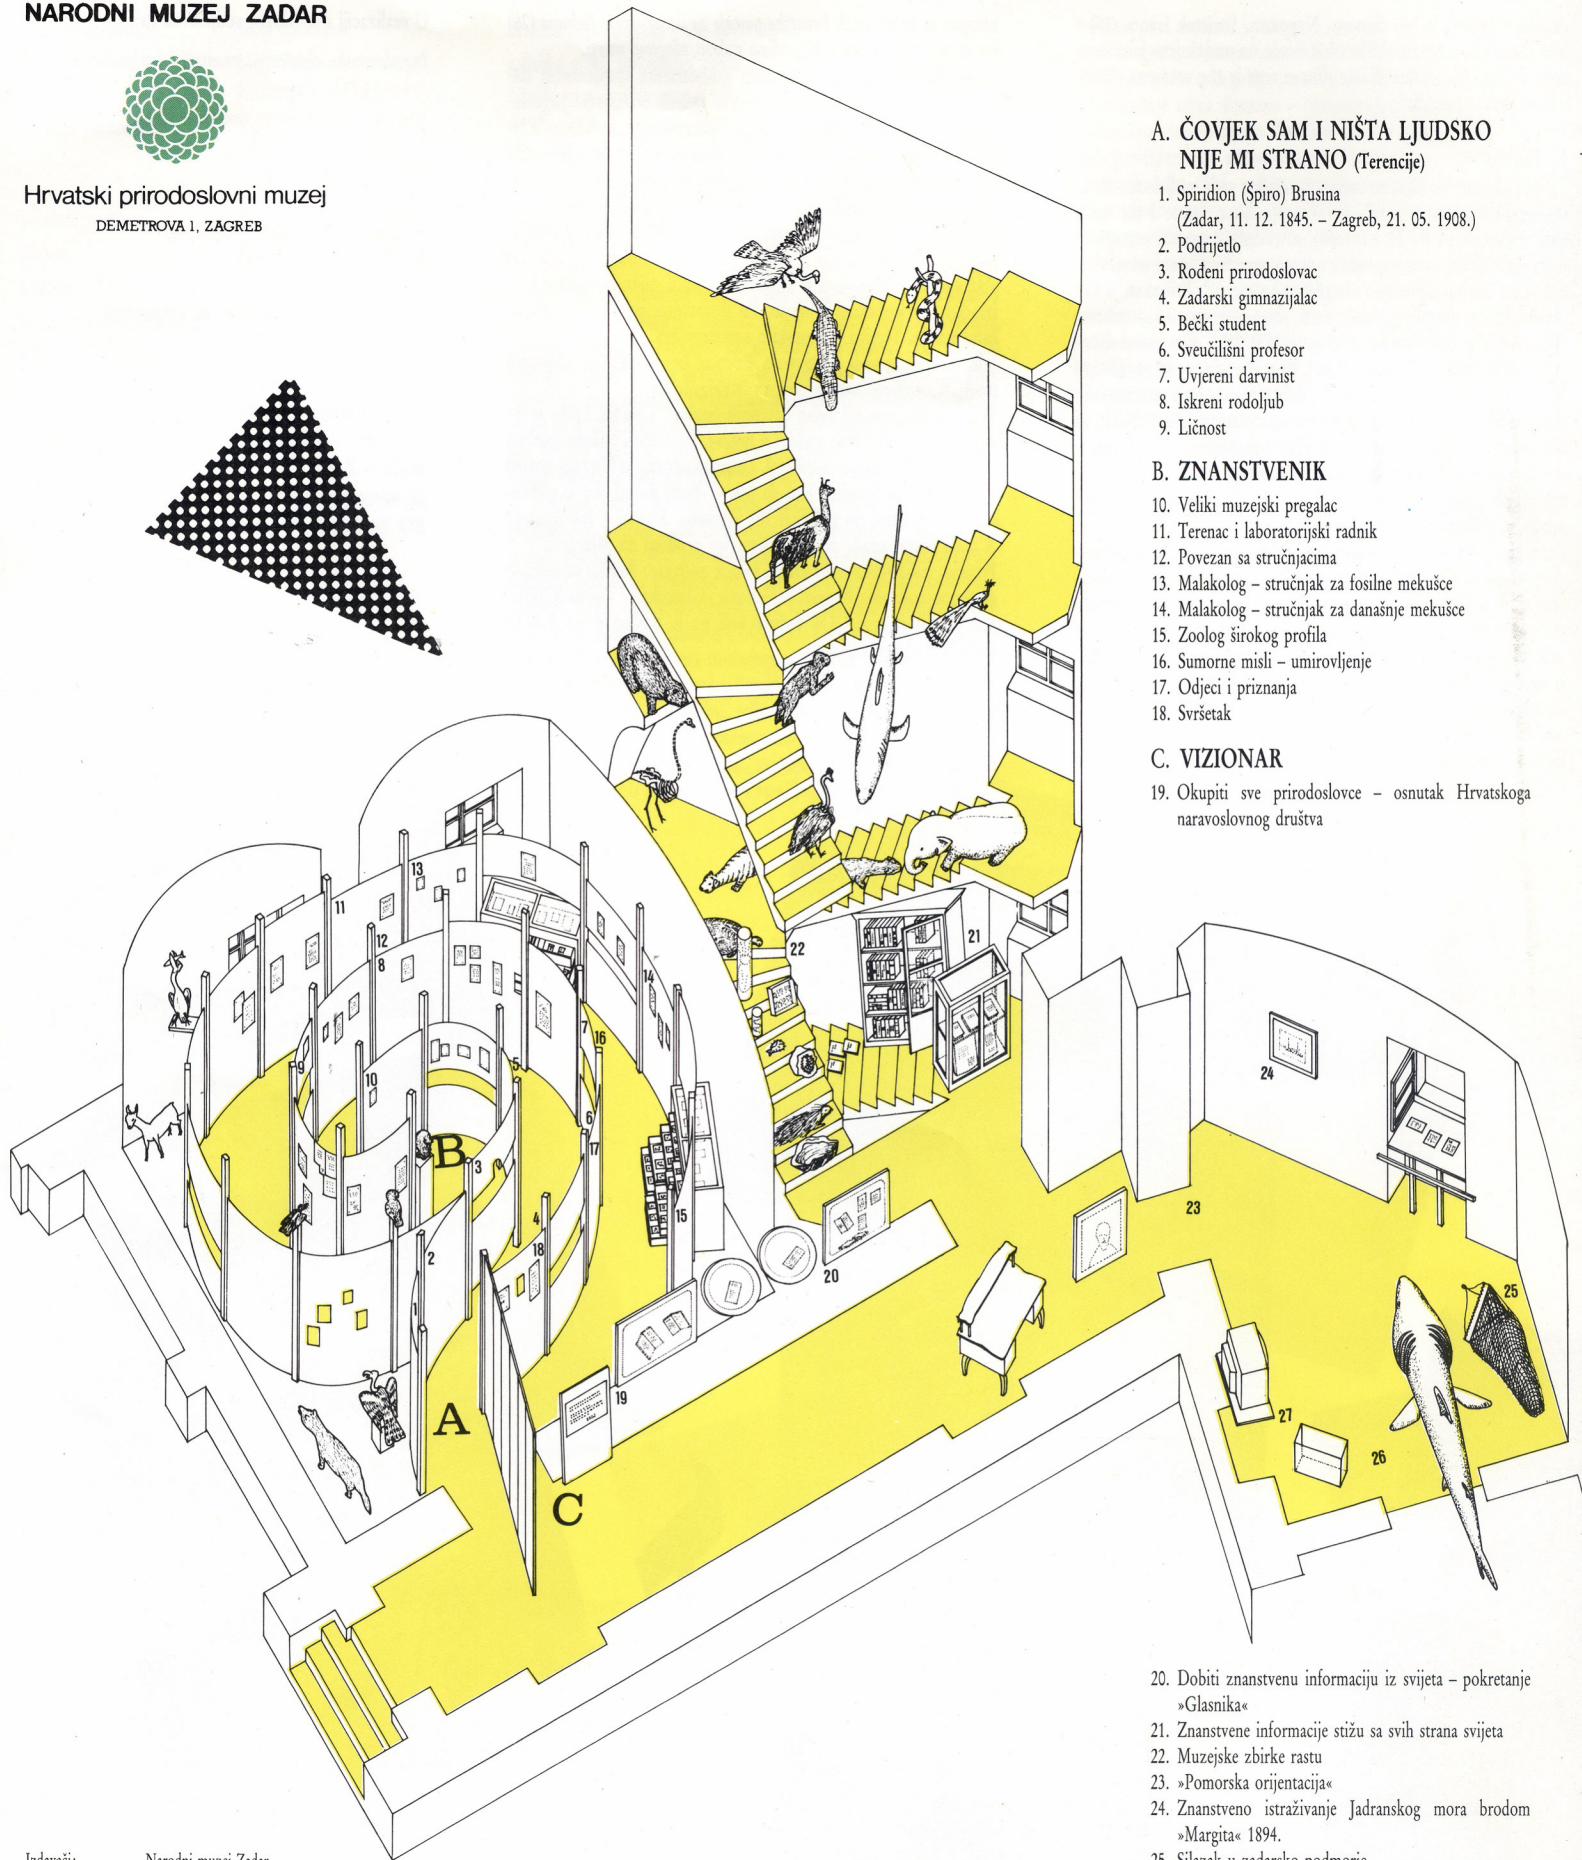 NARODNI MUZEJ ZADAR
Hrvatski prirodoslovni muzej
DEMETROVA 1, ZAGREB
A. ČOVJEK SAM I NIŠTA LJUDSKO
NIJE MI STRANO (Terencije)
1. Spiridion (Špiro) Brusina
(Zadar, 11. 12. 1845. – Zagreb, 21. 05. 1908.)
2. Podrijetlo
3. Rođeni prirodoslovac
4. Zadarski gimnazijalac
5. Bečki student
6. Sveučilišni profesor
7. Uvjereni darvinist
8. Iskreni rodoljub
9. Ličnost
B. ZNANSTVENIK
10. Veliki muzejski pregalac
11. Terenac i laboratorijski radnik
12. Povezan sa stručnjacima
13. Malakolog – stručnjak za fosilne mekušce
14. Malakolog – stručnjak za današnje mekušce
15. Zoolog širokog profila
16. Sumorne misli – umirovljenje
17. Odjeci i priznanja
18. Svršetak
C. VIZIONAR
19. Okupiti sve prirodoslovce – osnutak Hrvatskoga
naravoslovnog društva
13
11
12
8
14
22
21
7
16
9
10
5
24
B
3
6
17
15
4
18
2
23
20
1
25
19
A
27
26
C
20. Dobiti znanstvenu informaciju iz svijeta – pokretanje
»Glasnika«
21. Znanstvene informacije stižu sa svih strana svijeta
22. Muzejske zbirke rastu
23. »Pomorska orijentacija«
24. Znanstveno istraživanje Jadranskog mora brodom
»Margita« 1894.
25. Silazak u zadarsko podmorje
Izdavači: Narodni muzej Zadar